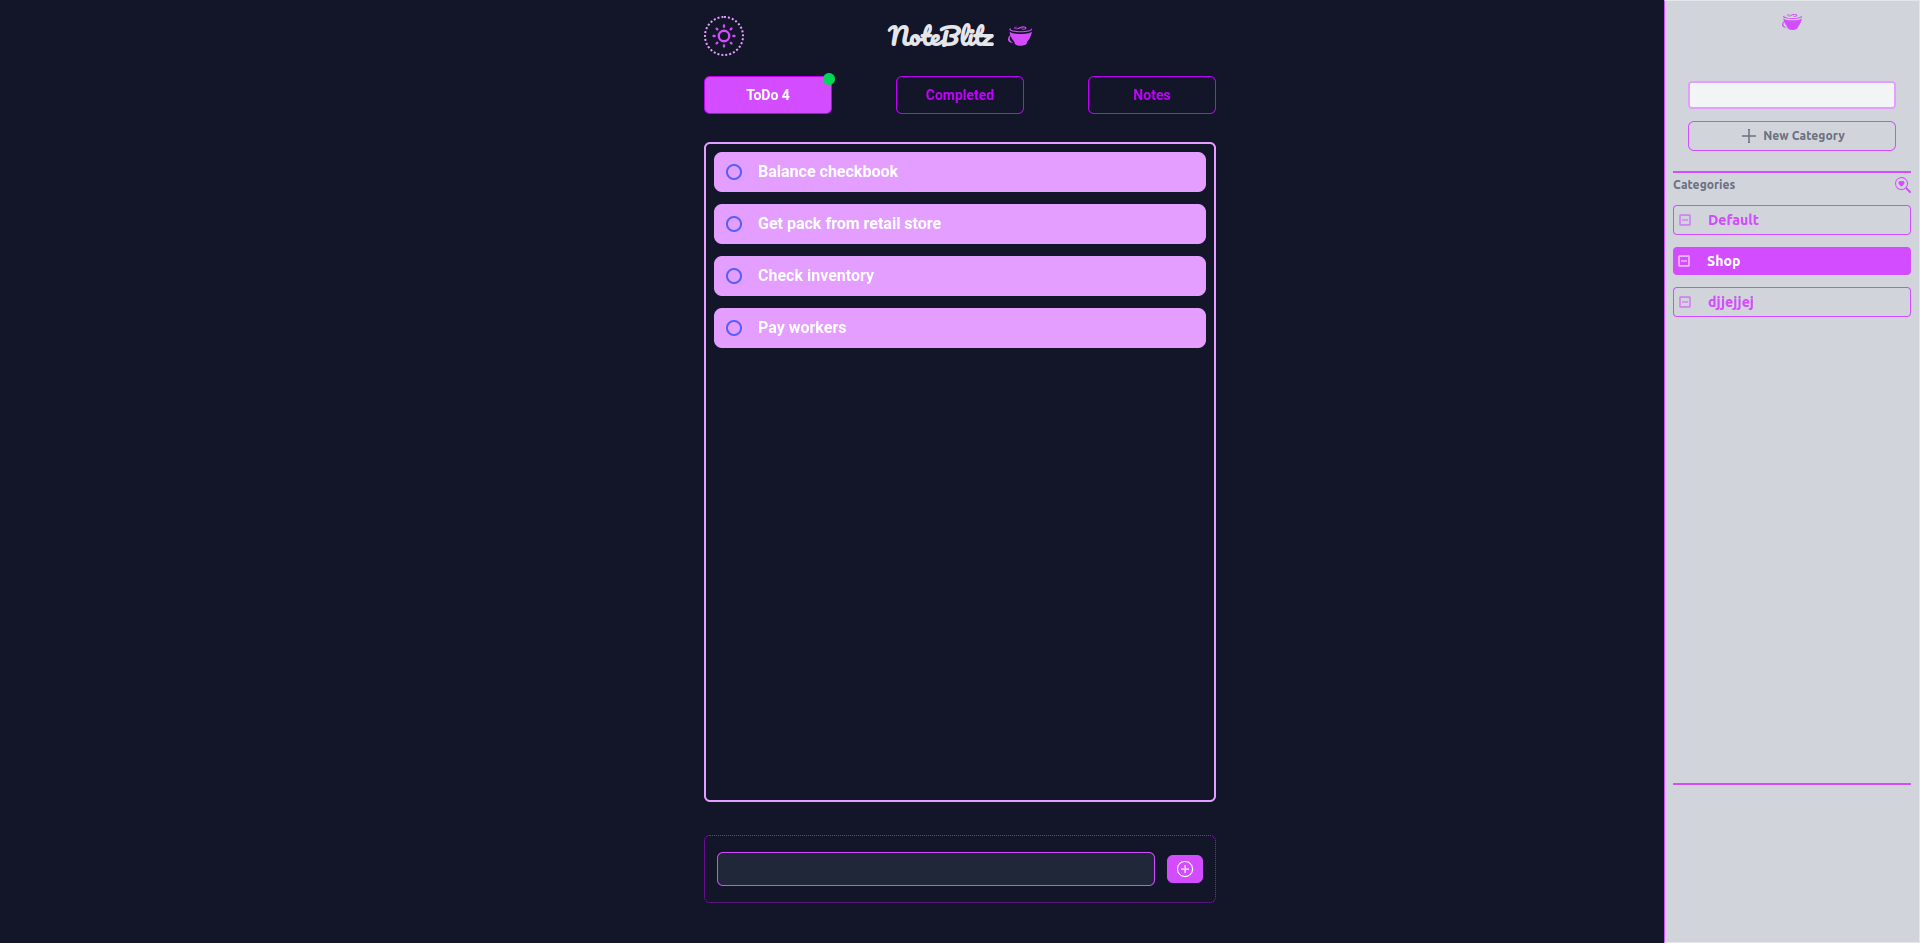 NoteBlitz
ToDo 4
Completed
Notes
Balance checkbook
Get pack from retail store
Check inventory
Pay workers
New Category
Categories
Default
Shop
djjejjej